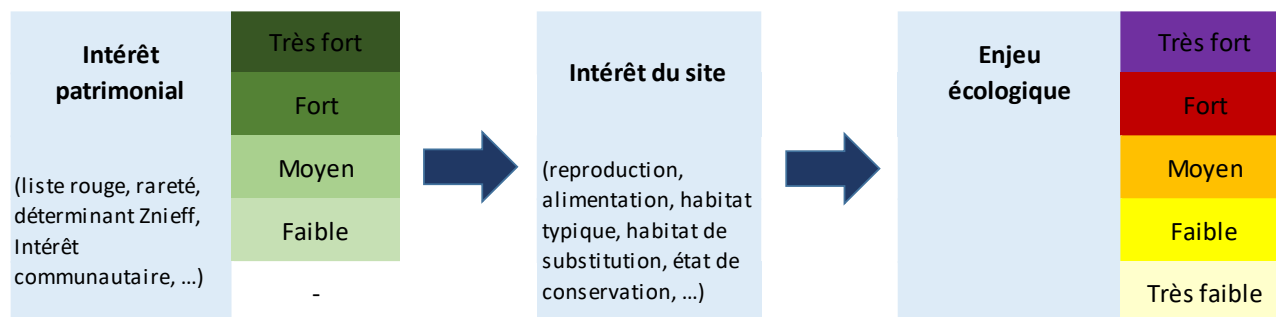 Intérêt
patrimonial
(liste rouge, rareté,
déterminant Znieff,
Intérêt
communautaire, ...)
Très fort
Fort
Moyen
Faible
-
Intérêt du site
(reproduction,
alimentation, habitat
typique, habitat de
substitution, état de
conservation, ...)
Enjeu
écologique
Très fort
Fort
Moyen
Faible
Très faible